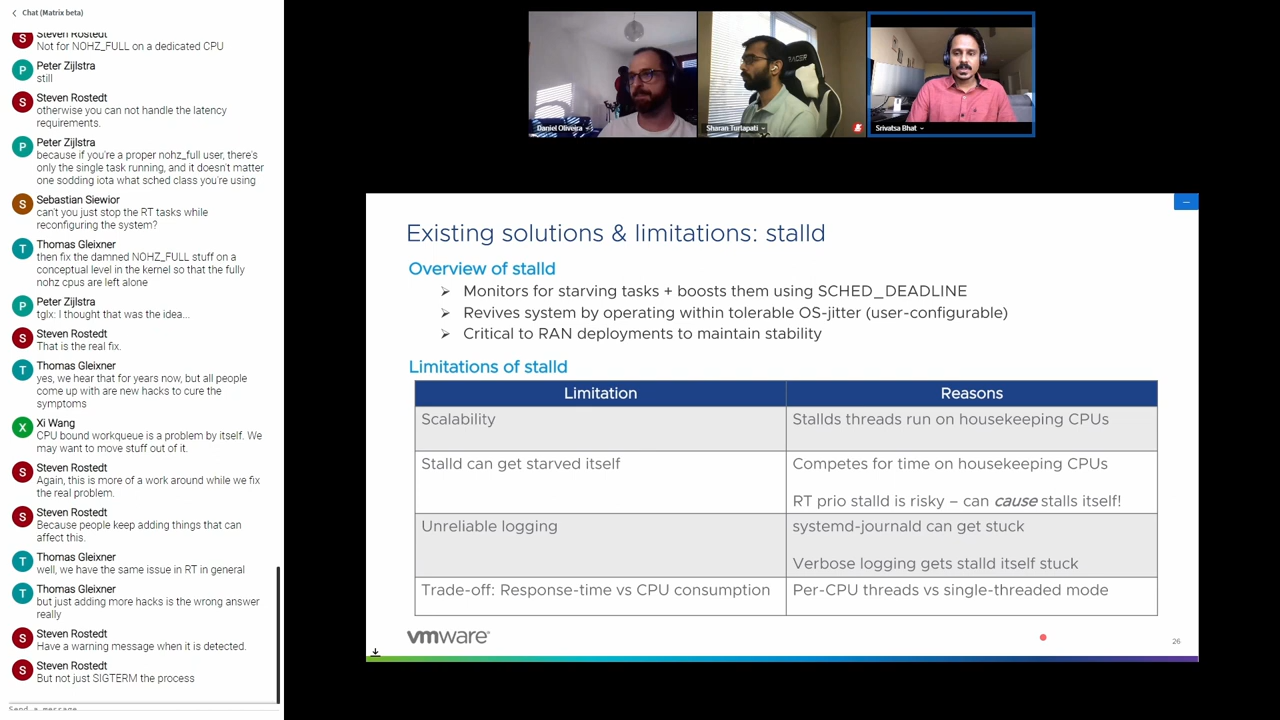 Chat (Matrix beta)
Steven Rostedt
Not for NOHZ_FULL on a dedicated CPU
Peter Zijlstra
still
Steven Rostedt
otherwise you can not handle the latency
requirements.
Peter Zijlstra
because if you're a proper nohz_full user, there's
only the single task running, and it doesn't matter
one sodding iota what sched class you're using
Sebastian Siewior
can't you just stop the RT tasks while
reconfiguring the system?
Thomas Gleixner
then fix the damned NOHZ_FULL stuff on a
conceptual level in the kernel so that the fully
nohz cpus are left alone
Peter Zijlstra
tglx: I thought that was the idea...
Steven Rostedt
That is the real fix.
Thomas Gleixner
yes, we hear that for years now, but all people
come up with are new hacks to cure the
symptoms
Xi Wang
CPU bound workqueue is a problem by itself. We
may want to move stuff out of it.
Steven Rostedt
Again, this is more of a work around while we fix
the real problem.
Steven Rostedt
Because people keep adding things that can
affect this.
Thomas Gleixner
well, we have the same issue in RT in general
Thomas Gleixner
but just adding more hacks is the wrong answer
really
Steven Rostedt
Have a warning message when it is detected.
Steven Rostedt
But not just SIGTERM the process
Send a message
RACER
Daniel Oliveira
Sharan Turlapati
Srivatsa Bhat
Existing solutions & limitations: stalld
Overview of stalld
Monitors for starving tasks + boosts them using SCHED_DEADLINE
Revives system by operating within tolerable OS-jitter (user-configurable)
Critical to RAN deployments to maintain stability
Limitations of stalld
Limitation Reasons
Scalability Stallds threads run on housekeeping CPUs
Stalld can get starved itself Competes for time on housekeeping CPUs
RT prio stalld is risky – can cause stalls itself!
Unreliable logging systemd-journald can get stuck
Verbose logging gets stalld itself stuck
Trade-off: Response-time vs CPU consumption Per-CPU threads vs single-threaded mode
vmware®
26